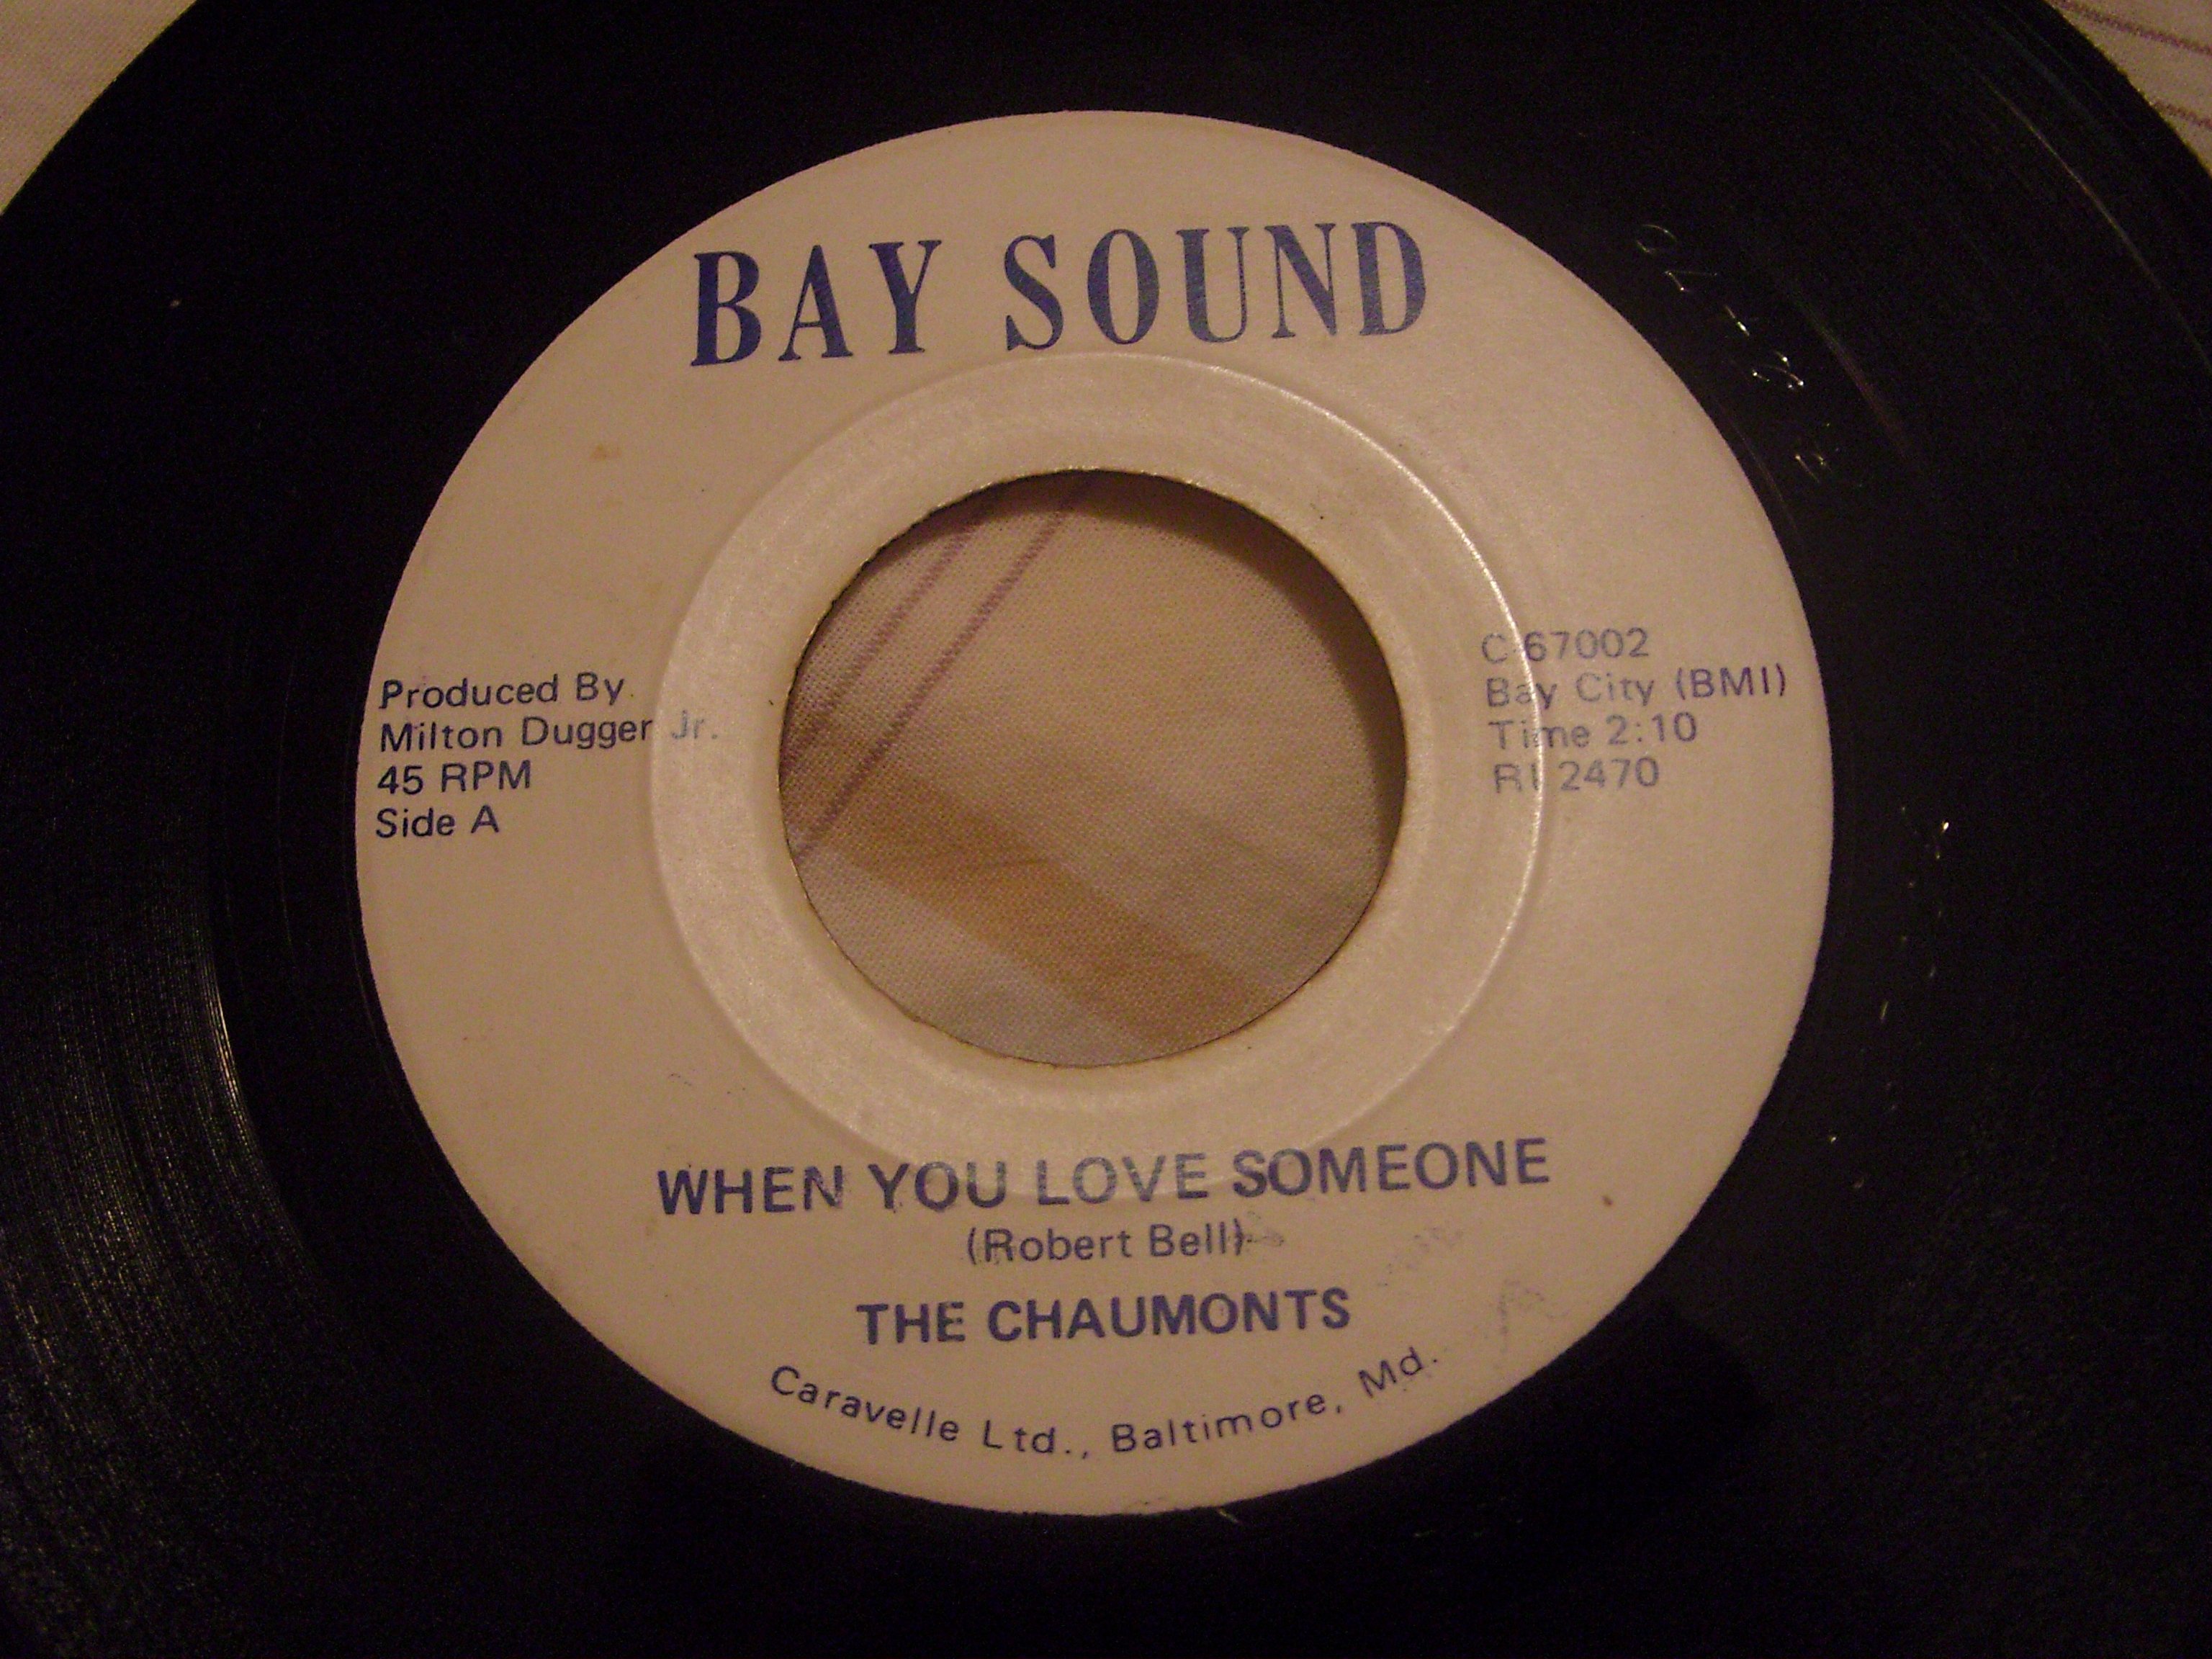 BAY SOUND
Produced By
Milton Dugger Jr.
45 RPM
Side A
C 67002
Bay City (BMI)
Time 2:10
RI 2470
WHEN YOU LOVE SOMEONE
(Robert Bell)
THE CHAUMONTS
Caravelle Ltd., Baltimore, Md.